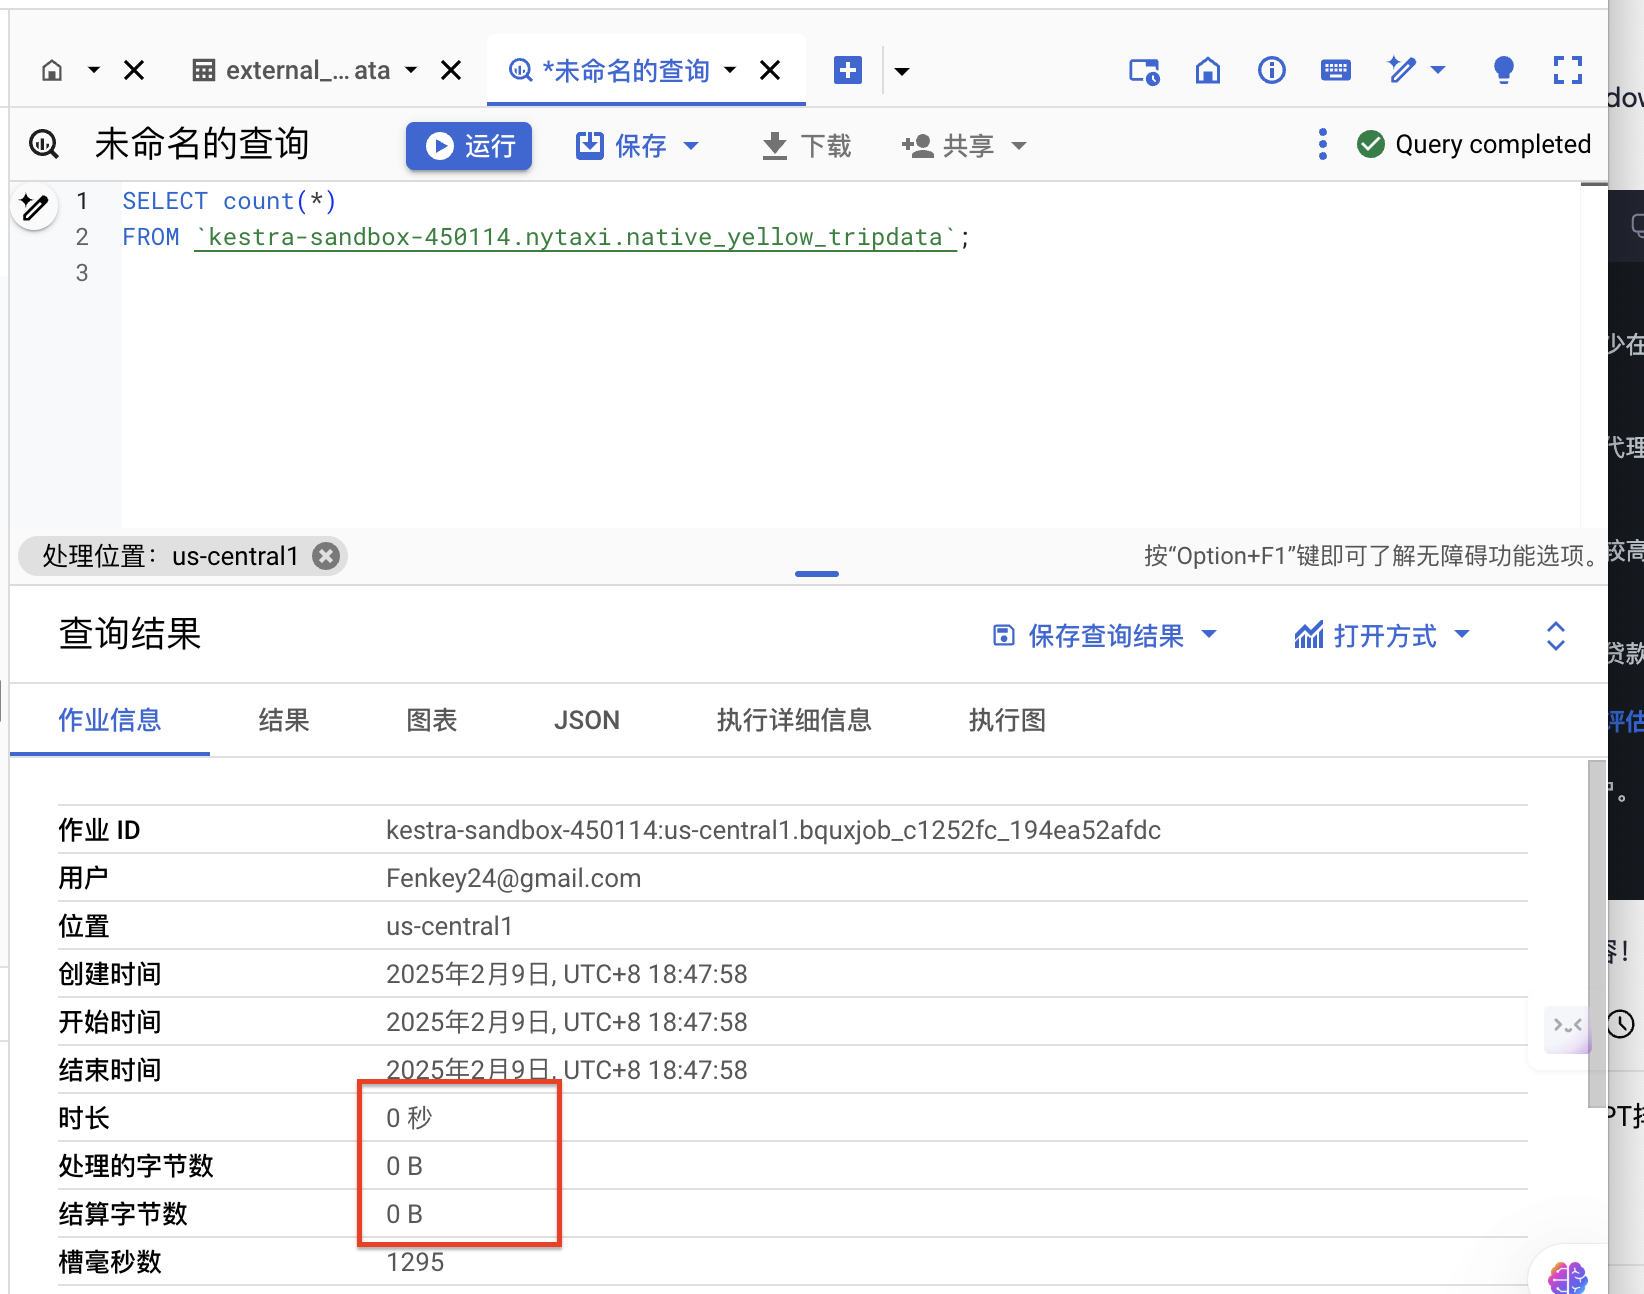 external_... ata
*未命名的查询
未命名的查询
运行
保存
下载
共享
Query completed
1 SELECT count(*)
2 FROM `kestra-sandbox-450114.nytaxi.native_yellow_tripdata`;
3
处理位置：us-central1
按“Option+F1”键即可了解无障碍功能选项。
查询结果
保存查询结果
打开方式
作业信息
结果
图表
JSON
执行详细信息
执行图
作业 ID kestra-sandbox-450114:us-central1.bquxjob_c1252fc_194ea52afdc
用户 Fenkey24@gmail.com
位置 us-central1
创建时间 2025年2月9日, UTC+8 18:47:58
开始时间 2025年2月9日, UTC+8 18:47:58
结束时间 2025年2月9日, UTC+8 18:47:58
时长 0 秒
处理的字节数 0 B
结算字节数 0 B
槽毫秒数 1295
少在
代理
较高
贷款
评估